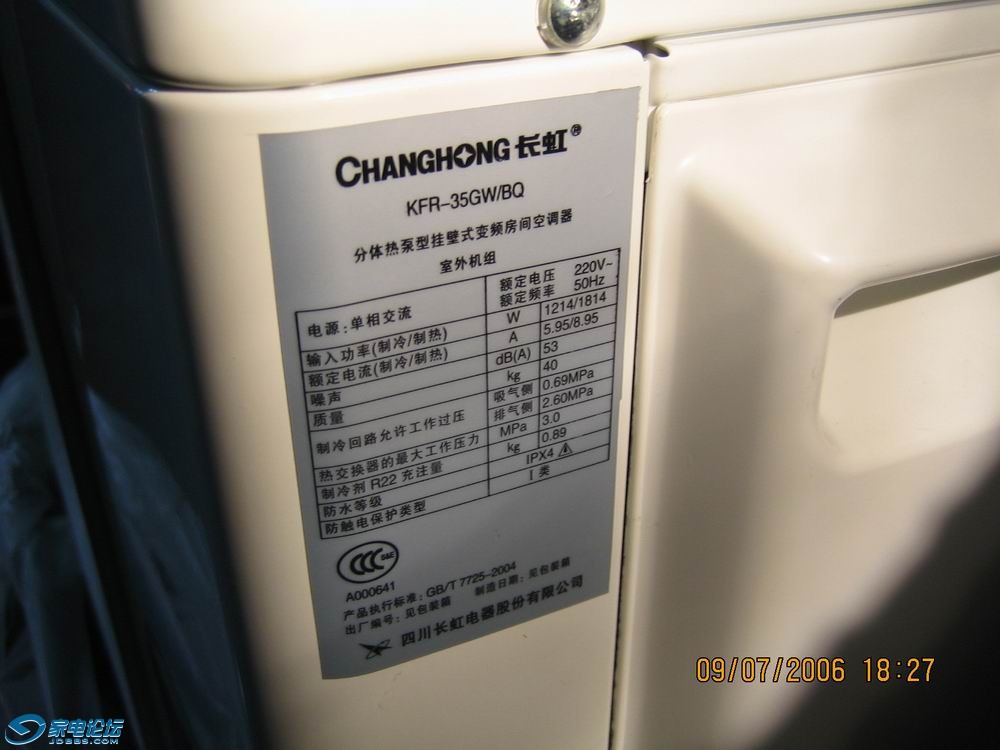 CHANGHONG 长虹®
KFR-35GW/BQ
分体热泵型挂壁式变频房间空调器
室外机组
电源:单相交流 额定电压 220V~
额定频率 50Hz
输入功率(制冷/制热) W 1214/1814
额定电流(制冷/制热) A 5.95/8.95
噪声 dB(A) 53
质量 kg 40
制冷回路允许工作过压 吸气侧 0.69MPa
排气侧 2.60MPa
热交换器的最大工作压力 MPa 3.0
制冷剂 R22 充注量 kg 0.89
防水等级 IPX4
防触电保护类型 I 类
CCC S&E
A000641
产品执行标准: GB/T 7725-2004
出厂编号: 见包装箱 制造日期: 见包装箱
四川长虹电器股份有限公司
09/07/2006 18:27
家电论坛
JDBBS.COM